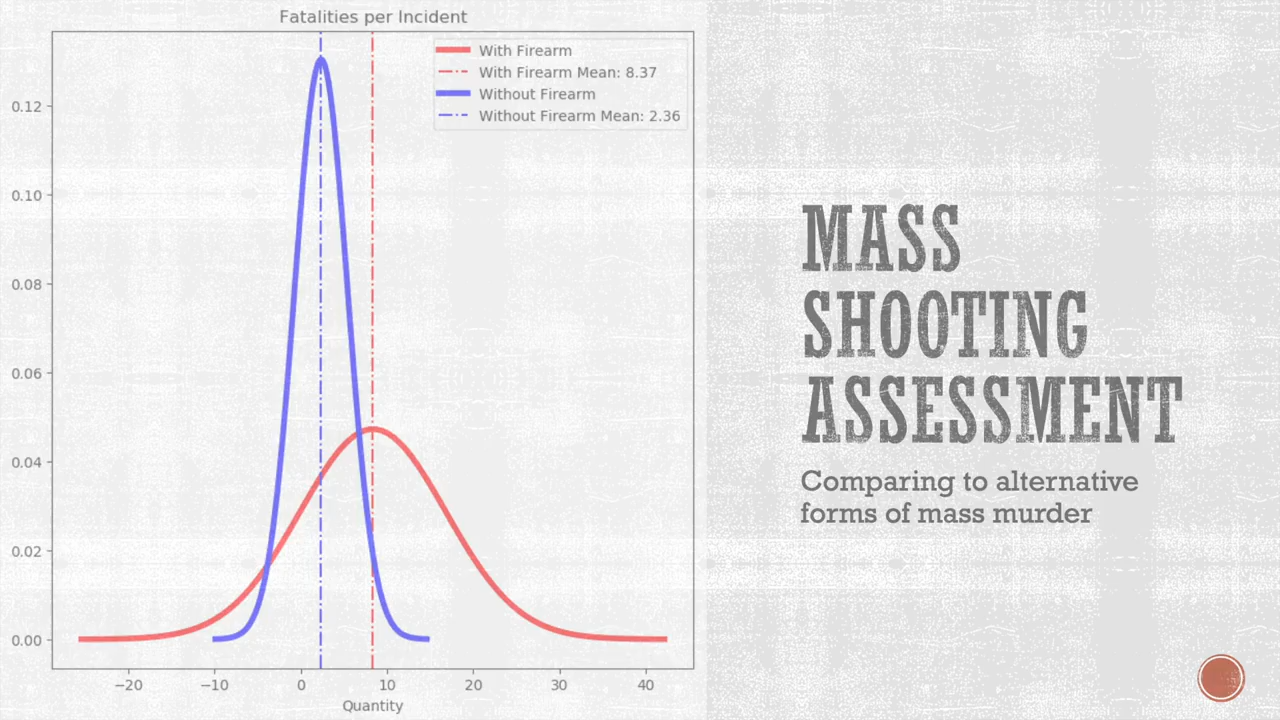 Fatalities per Incident
With Firearm
With Firearm Mean: 8.37
Without Firearm
Without Firearm Mean: 2.36
0.12
0.10
0.08
0.06
0.04
0.02
0.00
−20 −10 0 10 20 30 40
Quantity
MASS
SHOOTING
ASSESSMENT
Comparing to alternative
forms of mass murder